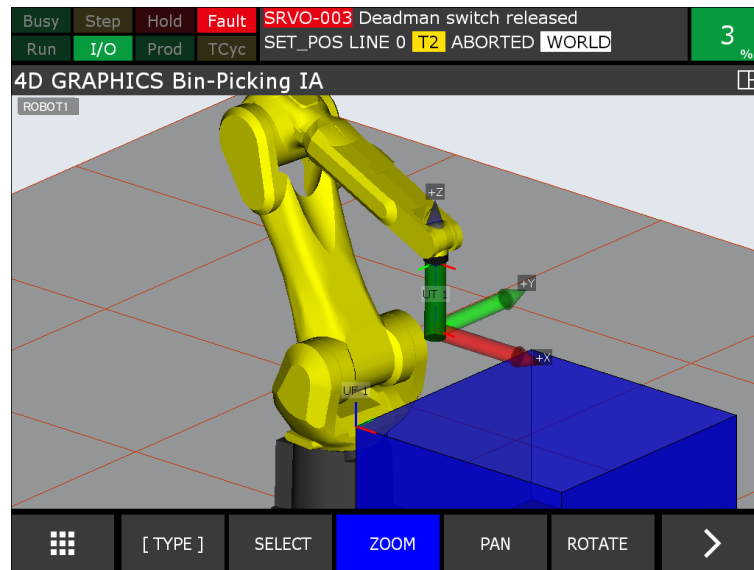 Busy Step Hold Fault SRVO-003 Deadman switch released
Run I/O Prod TCyc SET_POS LINE 0 T2 ABORTED WORLD
3 %
4D GRAPHICS Bin-Picking IA
ROBOT1
+Z
UT 1
+Y
+X
UF 1
[ TYPE ] SELECT ZOOM PAN ROTATE >